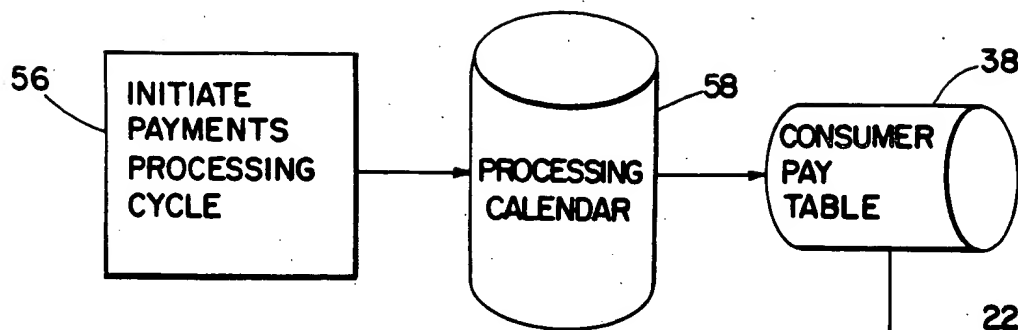 56
INITIATE
PAYMENTS
PROCESSING
CYCLE
58
PROCESSING
CALENDAR
38
CONSUMER
PAY
TABLE
22